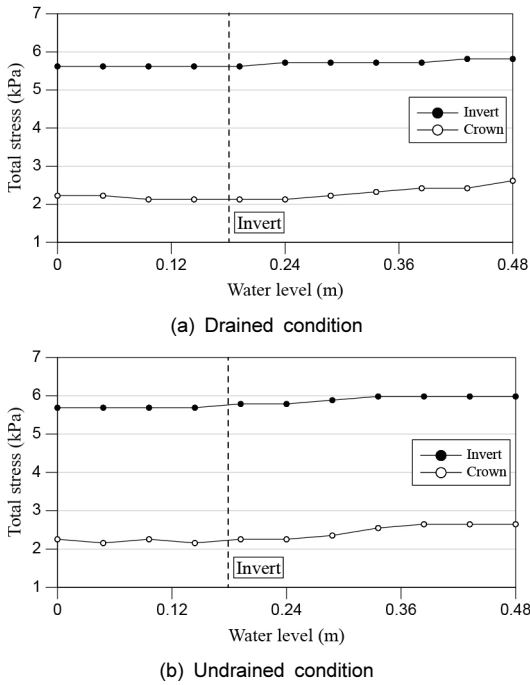 7
6
5
4
3
2
1
Total stress (kPa)
Invert
Crown
Invert
0
0.12
0.24
0.36
0.48
Water level (m)
(a) Drained condition
7
6
5
4
3
2
1
Total stress (kPa)
Invert
Crown
Invert
0
0.12
0.24
0.36
0.48
Water level (m)
(b) Undrained condition